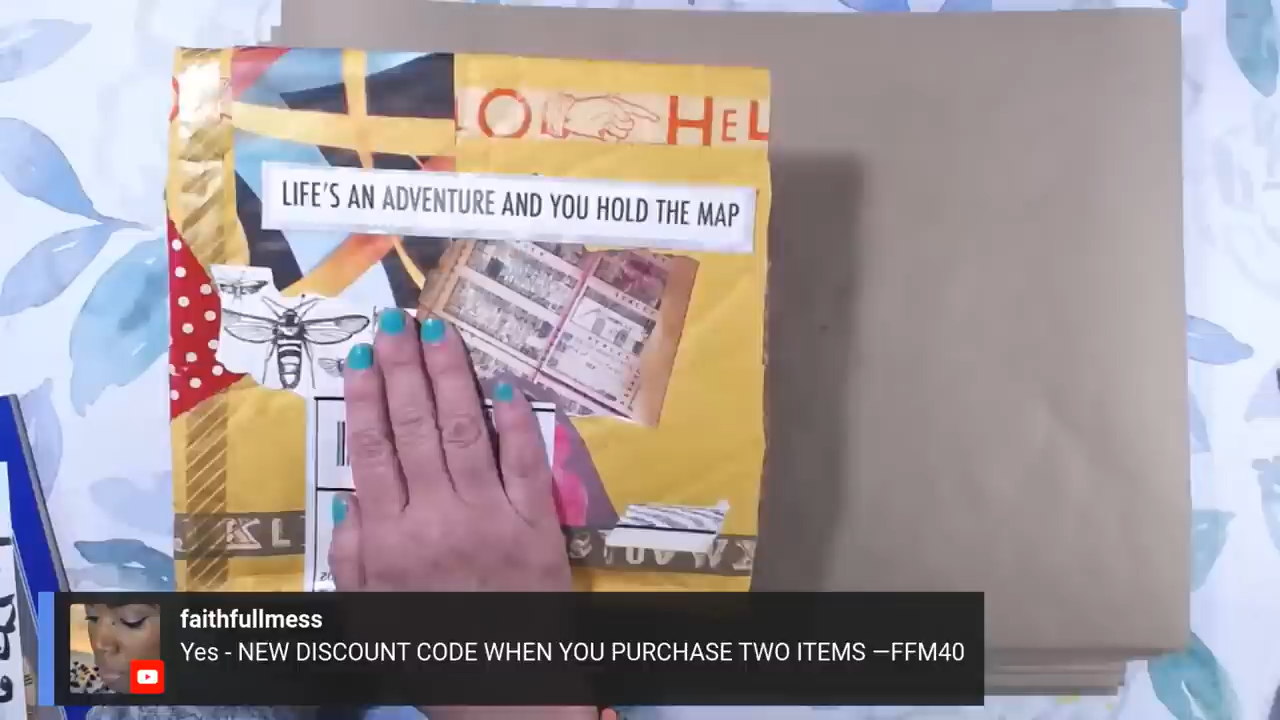 O HEL
LIFE'S AN ADVENTURE AND YOU HOLD THE MAP
faithfullmess
Yes - NEW DISCOUNT CODE WHEN YOU PURCHASE TWO ITEMS —FFM40